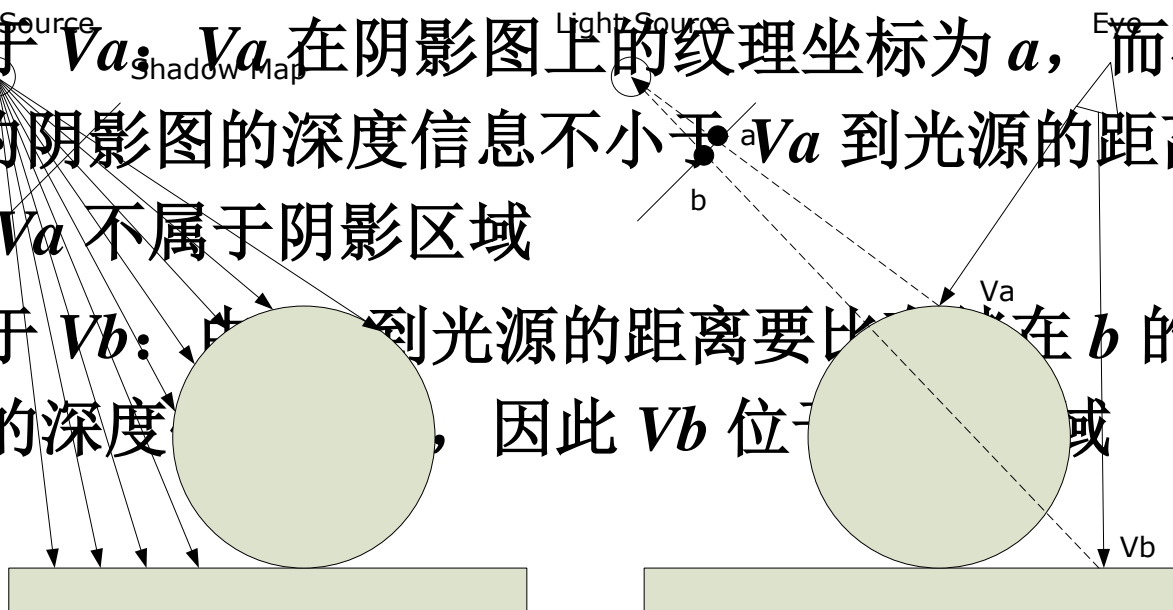 Source
Light Source
Eye
于 Va：Va 在阴影图上的纹理坐标为 a，而
Shadow Map
的阴影图的深度信息不小于 Va 到光源的距离
a
b
Va 不属于阴影区域
Va
于 Vb：由 到光源的距离要比 在 b 的
的深度 ，因此 Vb 位于 域
Vb